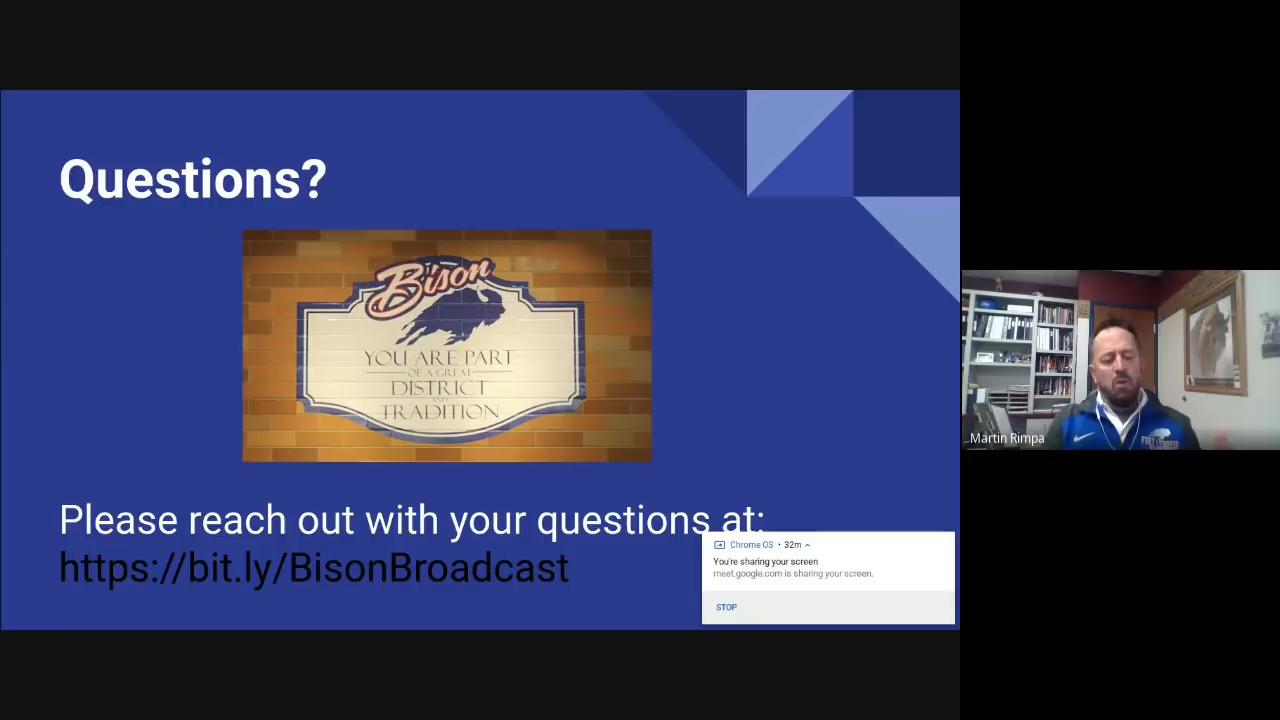 Questions?
Bison
YOU ARE PART
OF A GREAT
DISTRICT
AND
TRADITION
Please reach out with your questions at:
https://bit.ly/BisonBroadcast
Chrome OS • 32m
You're sharing your screen
meet.google.com is sharing your screen.
STOP
Martin Rimpa